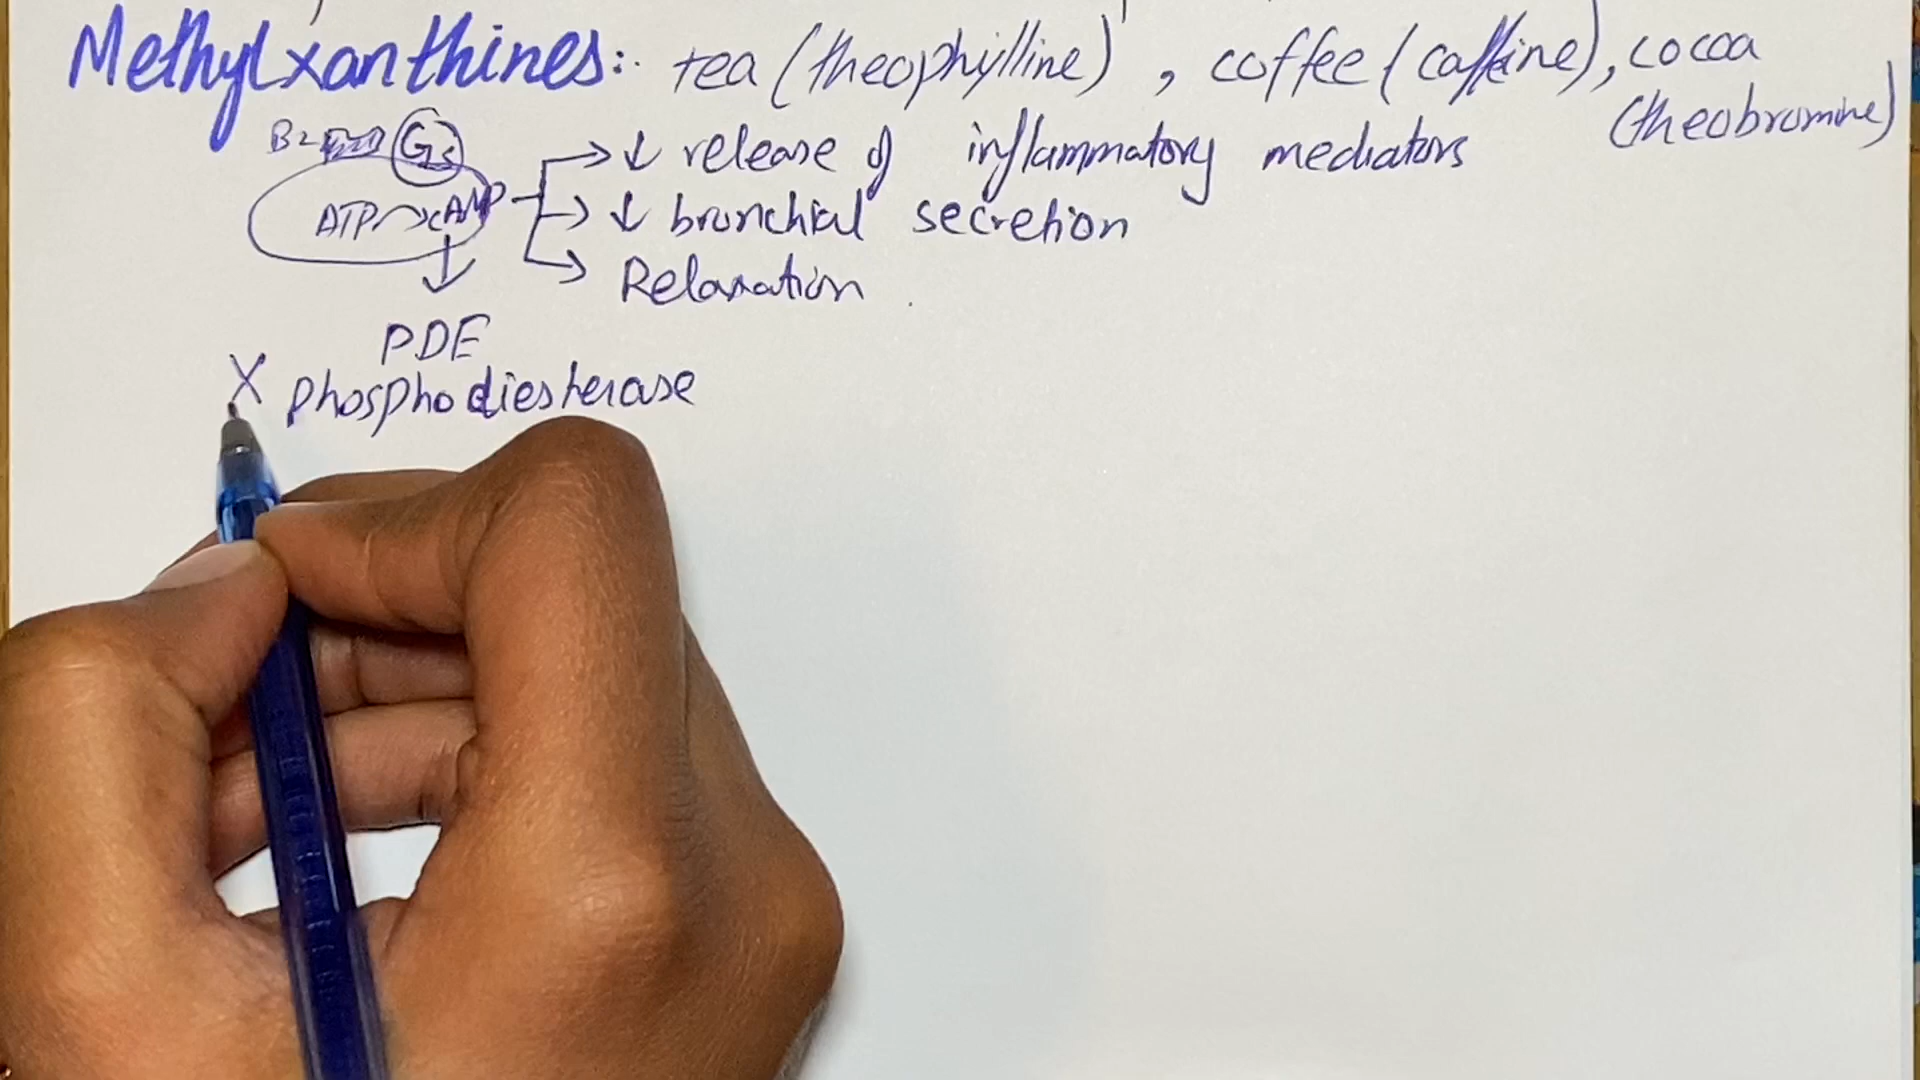 Methylxanthines: tea (theophylline), coffee (caffeine), cocoa
(theobromine)
B2 Gs → ↓ release of inflammatory mediators
ATP → cAMP → ↓ bronchial secretion
→ Relaxation
PDE
X phosphodiesterase